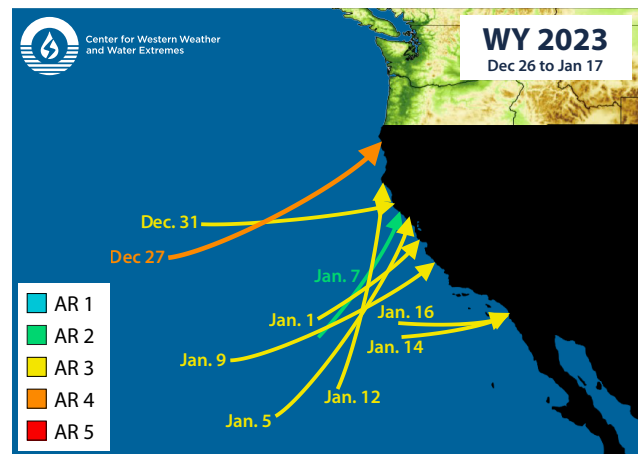 Center for Western Weather
and Water Extremes
WY 2023
Dec 26 to Jan 17
Dec. 31
Dec 27
Jan. 7
Jan. 1
Jan. 16
Jan. 14
Jan. 9
Jan. 12
Jan. 5
AR 1
AR 2
AR 3
AR 4
AR 5